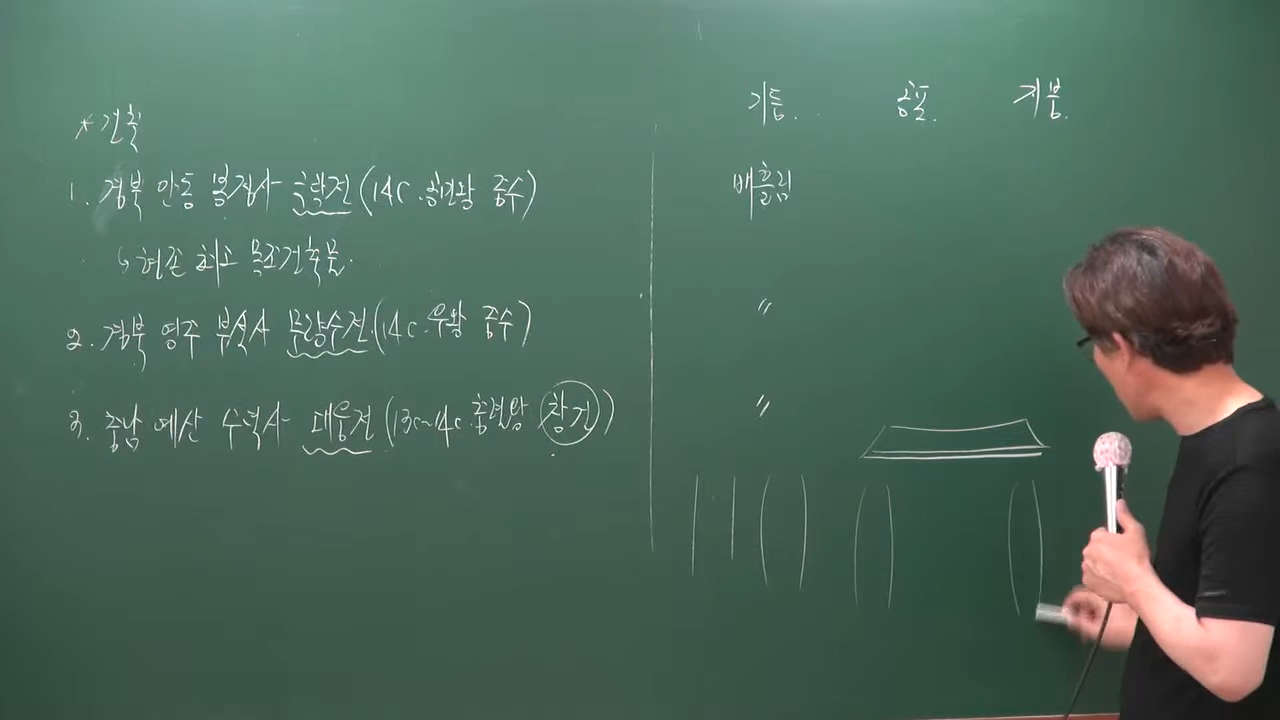 * 건축
1. 경북 안동 봉정사 극락전 (14C. 공민왕 중수)
↳ 현존 최고 목조건축물.
2. 경북 영주 부석사 무량수전 (14C. 우왕 중수)
3. 충남 예산 수덕사 대웅전 (13C~14C. 충렬왕 창건)
기둥. 공포. 지붕.
배흘림
〃
〃